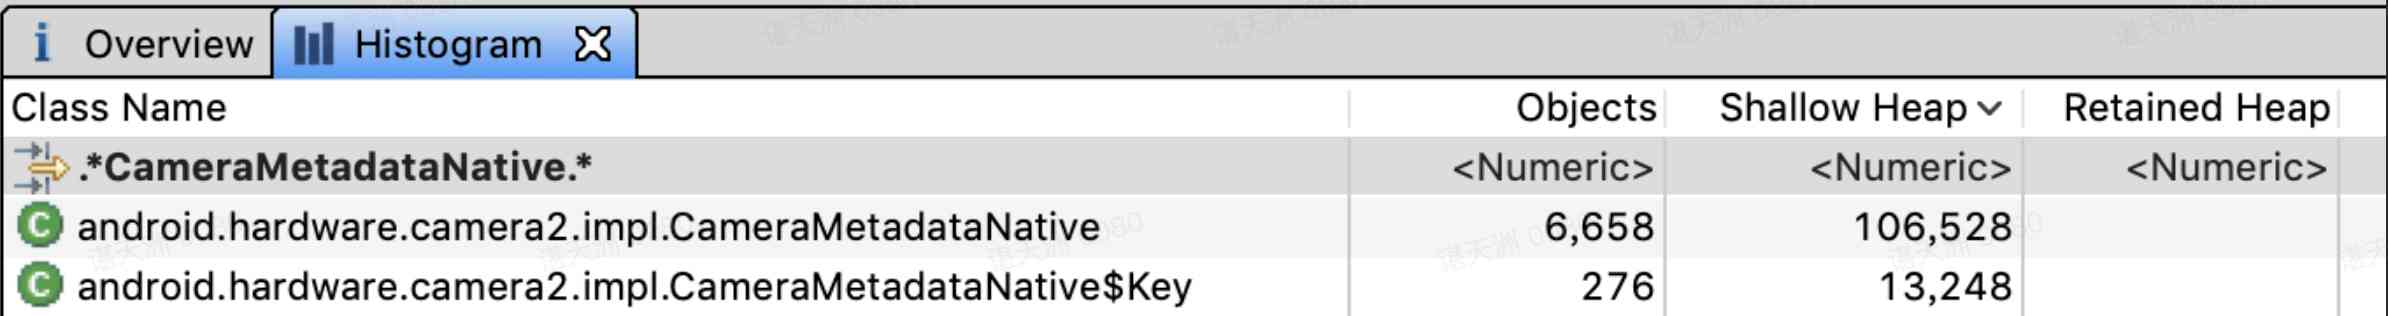 Overview Histogram
Class Name Objects Shallow Heap Retained Heap
.*CameraMetadataNative.* <Numeric> <Numeric> <Numeric>
android.hardware.camera2.impl.CameraMetadataNative 6,658 106,528
android.hardware.camera2.impl.CameraMetadataNative$Key 276 13,248